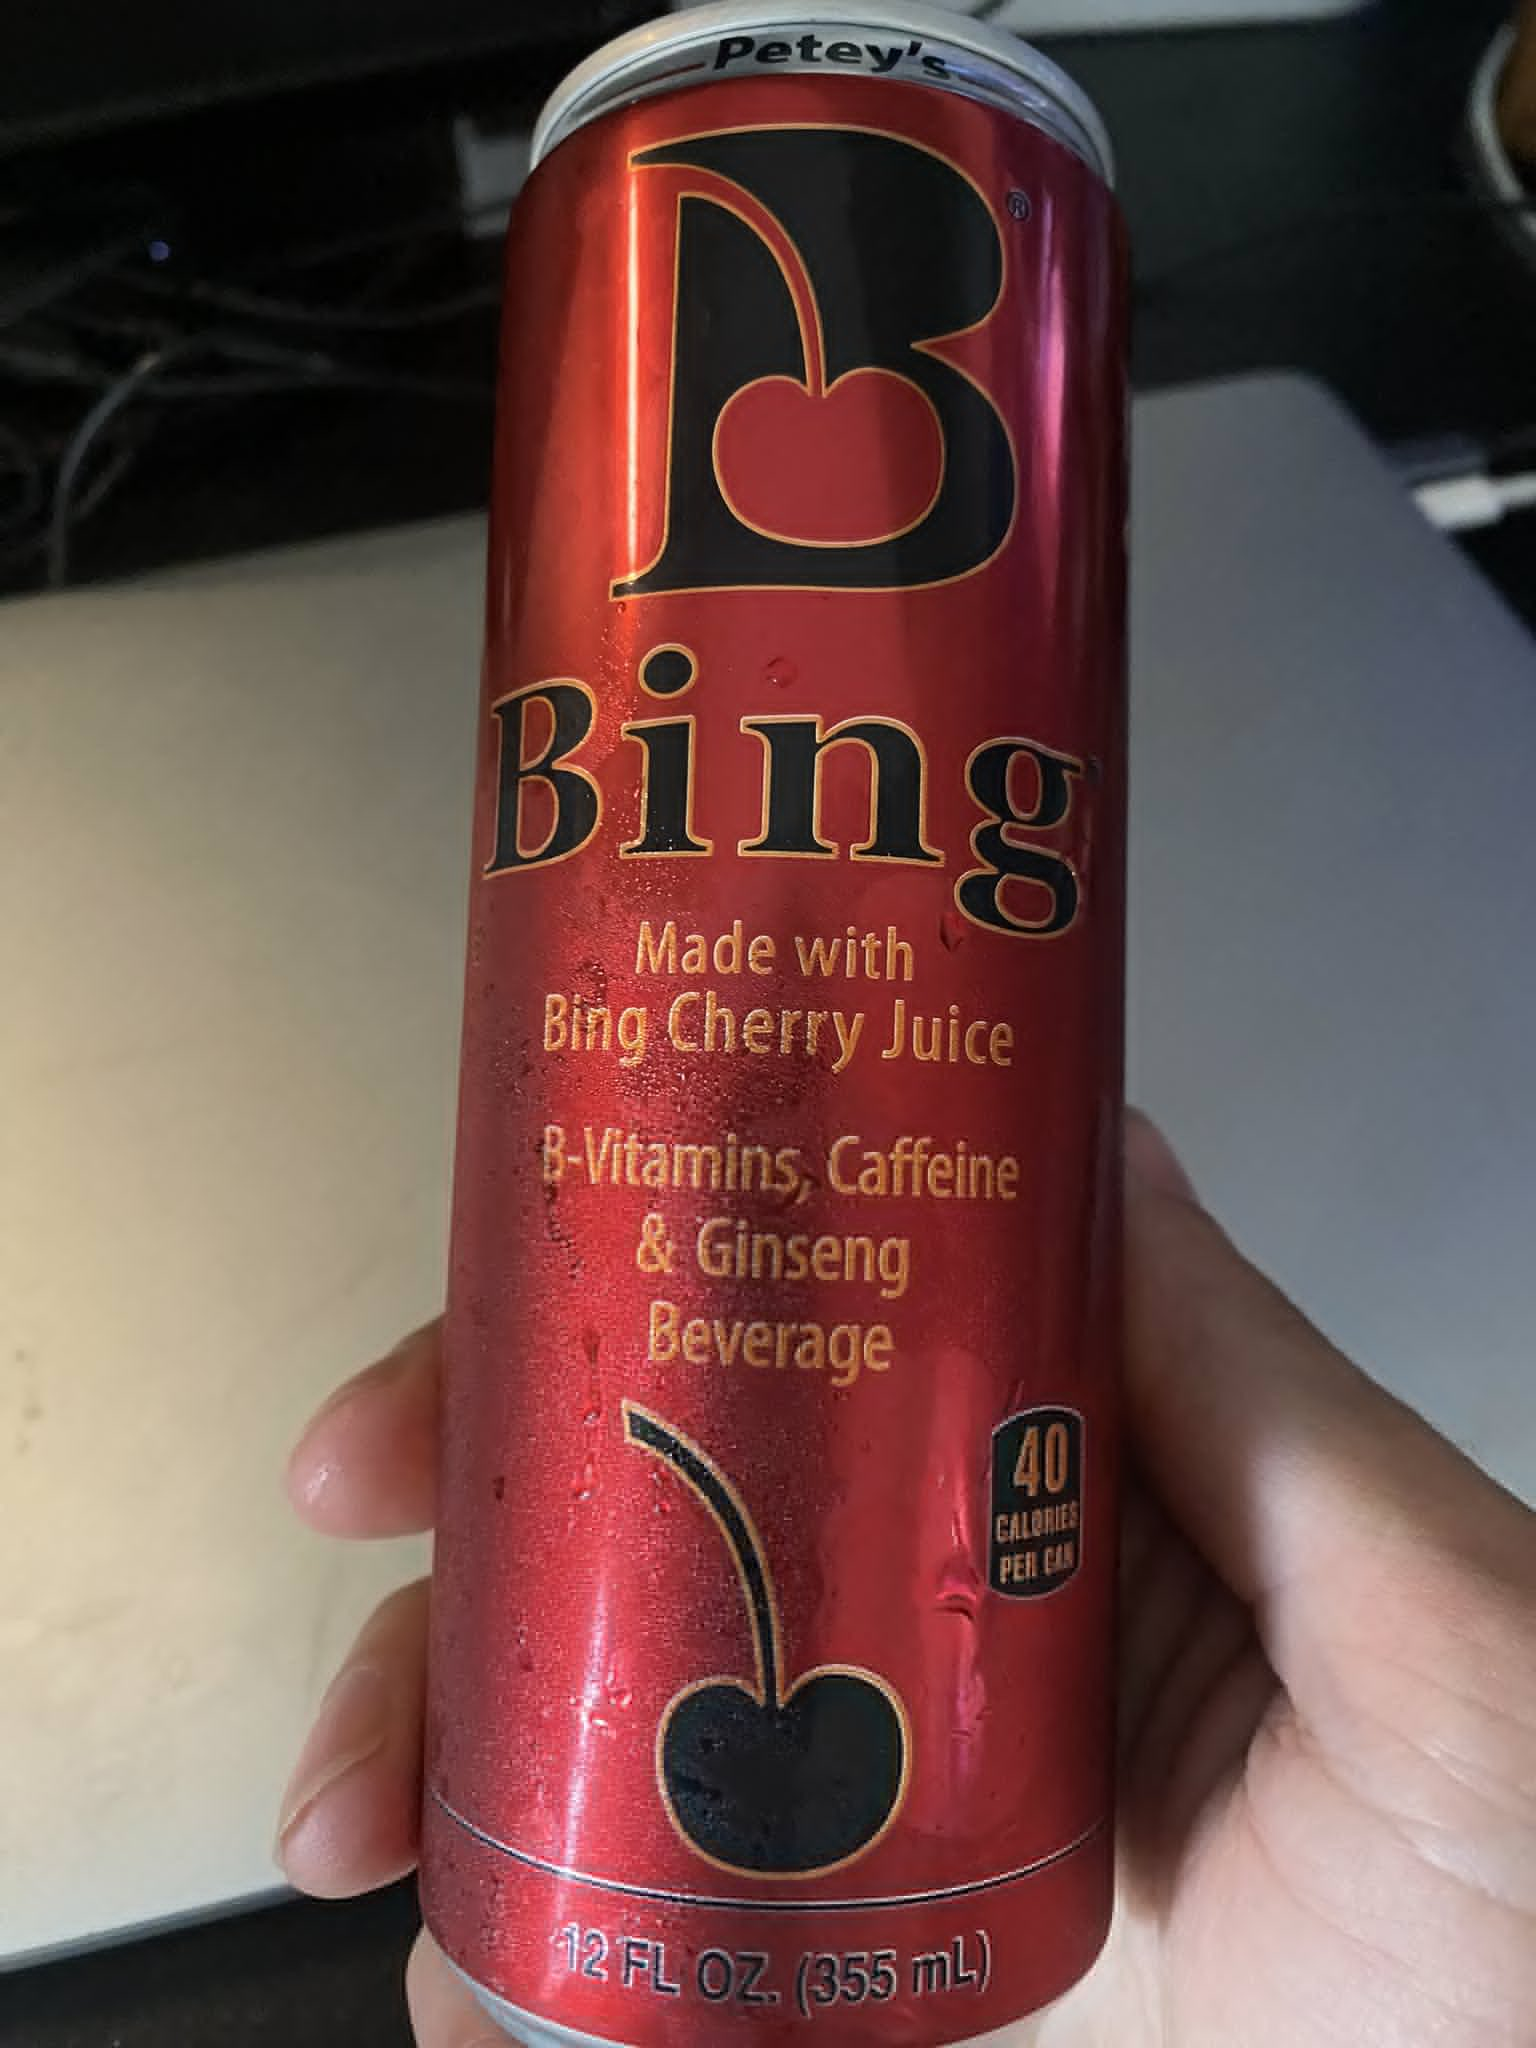 Petey's
B®
Bing
Made with
Bing Cherry Juice
B-Vitamins, Caffeine
& Ginseng
Beverage
40
CALORIES
PER CAN
12 FL OZ. (355 mL)